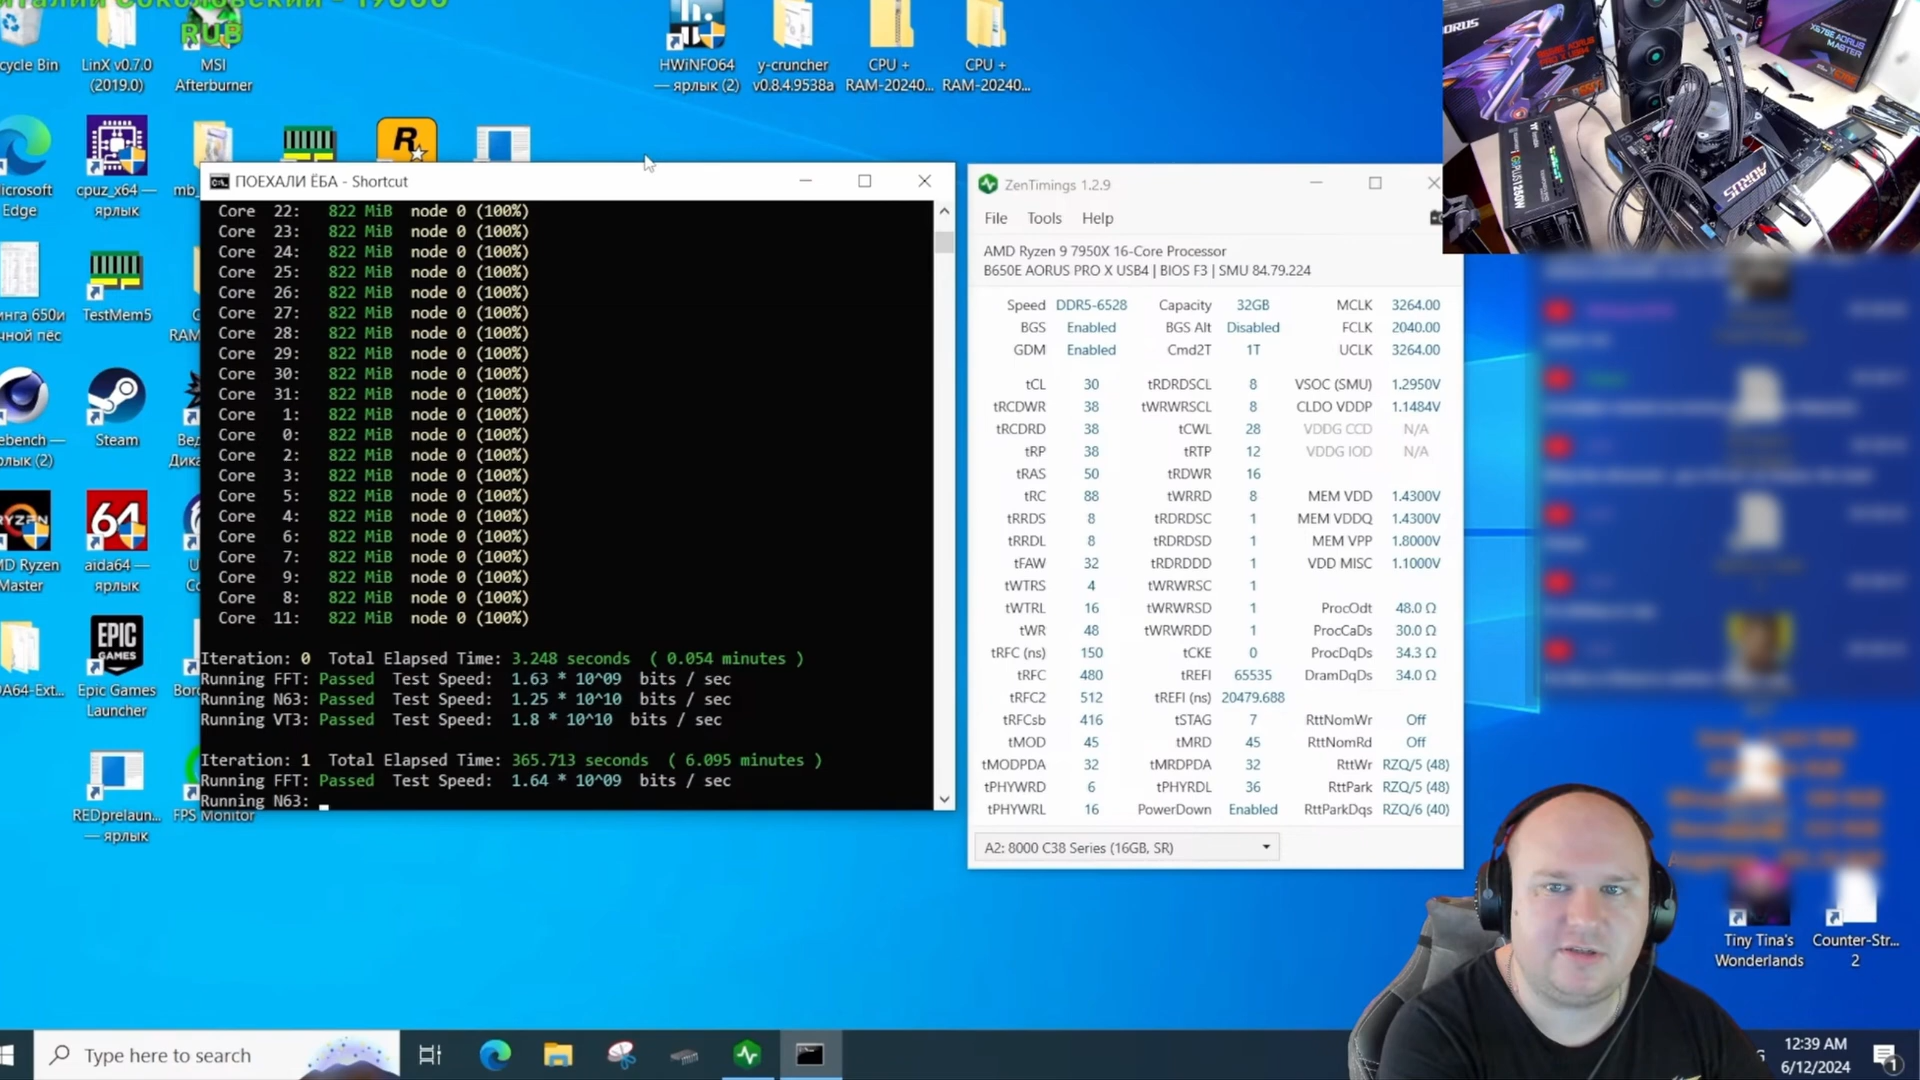 RUB
cycle Bin
LinX v0.7.0
(2019.0)
MSI
Afterburner
HWiNFO64
— ярлык (2)
y-cruncher
v0.8.4.9538a
CPU +
RAM-20240...
CPU +
RAM-20240...
Edge
cpuz_x64 —
ярлык
TestMem5
Steam
ярлык (2)
Master
aida64 —
ярлык
Epic Games
Launcher
REDprelaun...
— ярлык
FPS Monitor
Tiny Tina's
Wonderlands
Counter-Str...
2
ПОЕХАЛИ ЁБА - Shortcut
Core 22: 822 MiB node 0 (100%)
Core 23: 822 MiB node 0 (100%)
Core 24: 822 MiB node 0 (100%)
Core 25: 822 MiB node 0 (100%)
Core 26: 822 MiB node 0 (100%)
Core 27: 822 MiB node 0 (100%)
Core 28: 822 MiB node 0 (100%)
Core 29: 822 MiB node 0 (100%)
Core 30: 822 MiB node 0 (100%)
Core 31: 822 MiB node 0 (100%)
Core 1: 822 MiB node 0 (100%)
Core 0: 822 MiB node 0 (100%)
Core 2: 822 MiB node 0 (100%)
Core 3: 822 MiB node 0 (100%)
Core 5: 822 MiB node 0 (100%)
Core 4: 822 MiB node 0 (100%)
Core 6: 822 MiB node 0 (100%)
Core 7: 822 MiB node 0 (100%)
Core 9: 822 MiB node 0 (100%)
Core 8: 822 MiB node 0 (100%)
Core 11: 822 MiB node 0 (100%)
Iteration: 0 Total Elapsed Time: 3.248 seconds ( 0.054 minutes )
Running FFT: Passed Test Speed: 1.63 * 10^09 bits / sec
Running N63: Passed Test Speed: 1.25 * 10^10 bits / sec
Running VT3: Passed Test Speed: 1.8 * 10^10 bits / sec
Iteration: 1 Total Elapsed Time: 365.713 seconds ( 6.095 minutes )
Running FFT: Passed Test Speed: 1.64 * 10^09 bits / sec
Running N63:
ZenTimings 1.2.9
File Tools Help
AMD Ryzen 9 7950X 16-Core Processor
B650E AORUS PRO X USB4 | BIOS F3 | SMU 84.79.224
Speed DDR5-6528 Capacity 32GB MCLK 3264.00
BGS Enabled BGS Alt Disabled FCLK 2040.00
GDM Enabled Cmd2T 1T UCLK 3264.00
tCL 30 tRDRDSCL 8 VSOC (SMU) 1.2950V
tRCDWR 38 tWRWRSCL 8 CLDO VDDP 1.1484V
tRCDRD 38 tCWL 28 VDDG CCD N/A
tRP 38 tRTP 12 VDDG IOD N/A
tRAS 50 tRDWR 16
tRC 88 tWRRD 8 MEM VDD 1.4300V
tRRDS 8 tRDRDSC 1 MEM VDDQ 1.4300V
tRRDL 8 tRDRDSD 1 MEM VPP 1.8000V
tFAW 32 tRDRDDD 1 VDD MISC 1.1000V
tWTRS 4 tWRWRSC 1
tWTRL 16 tWRWRSD 1 ProcOdt 48.0 Ω
tWR 48 tWRWRDD 1 ProcCaDs 30.0 Ω
tRFC (ns) 150 tCKE 0 ProcDqDs 34.3 Ω
tRFC 480 tREFI 65535 DramDqDs 34.0 Ω
tRFC2 512 tREFI (ns) 20479.688
tRFCsb 416 tSTAG 7 RttNomWr Off
tMOD 45 tMRD 45 RttNomRd Off
tMODPDA 32 tMRDPDA 32 RttWr RZQ/5 (48)
tPHYWRD 6 tPHYRDL 36 RttPark RZQ/5 (48)
tPHYWRL 16 PowerDown Enabled RttParkDqs RZQ/6 (40)
A2: 8000 C38 Series (16GB, SR)
AORUS
Type here to search
12:39 AM
6/12/2024
1